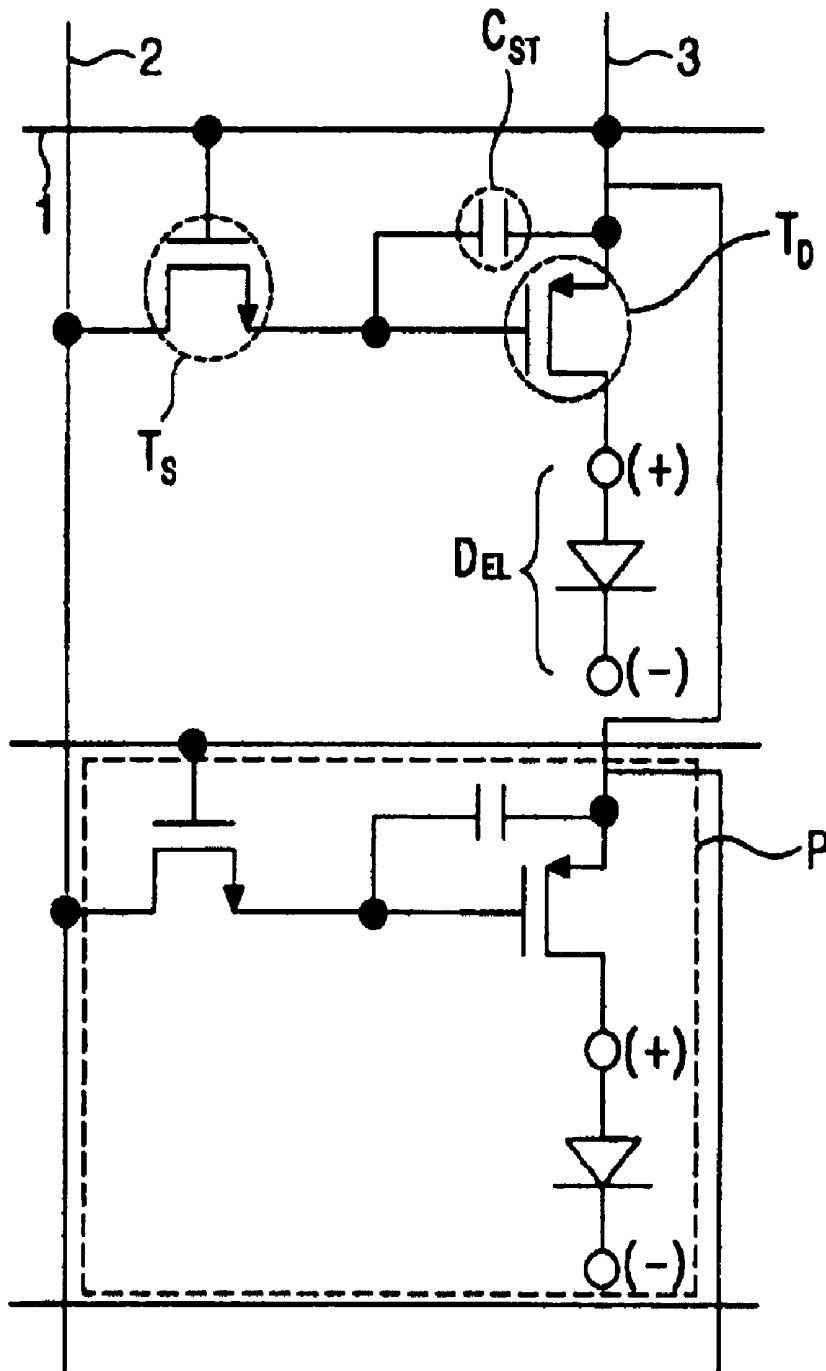 2
C_ST
3
1
T_D
T_S
(+)
D_EL
(-)
P
(+)
(-)